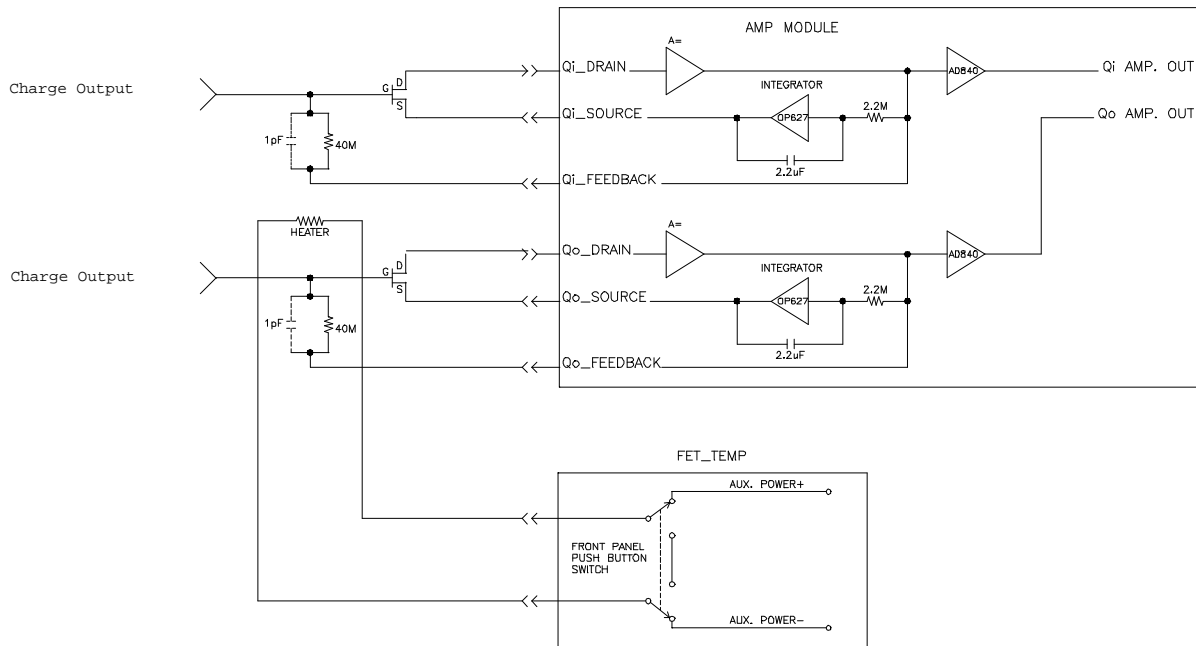 AMP MODULE
A=
Qi_DRAIN
AD840
Qi AMP. OUT
Charge Output
D
G
S
INTEGRATOR
2.2M
Qi_SOURCE
OP627
Qo AMP. OUT
1pF
40M
2.2uF
Qi_FEEDBACK
HEATER
A=
Qo_DRAIN
AD840
Charge Output
D
G
S
INTEGRATOR
2.2M
Qo_SOURCE
OP627
1pF
40M
2.2uF
Qo_FEEDBACK
FET_TEMP
AUX. POWER+
FRONT PANEL
PUSH BUTTON
SWITCH
AUX. POWER-